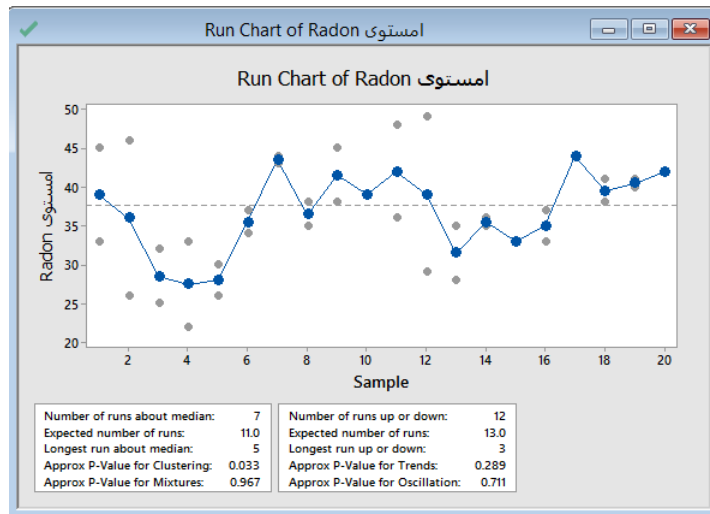 Run Chart of Radon امستوى
Run Chart of Radon امستوى
50
45
40
35
30
25
20
Radon امستوى
2 4 6 8 10 12 14 16 18 20
Sample
Number of runs about median: 7
Expected number of runs: 11.0
Longest run about median: 5
Approx P-Value for Clustering: 0.033
Approx P-Value for Mixtures: 0.967
Number of runs up or down: 12
Expected number of runs: 13.0
Longest run up or down: 3
Approx P-Value for Trends: 0.289
Approx P-Value for Oscillation: 0.711